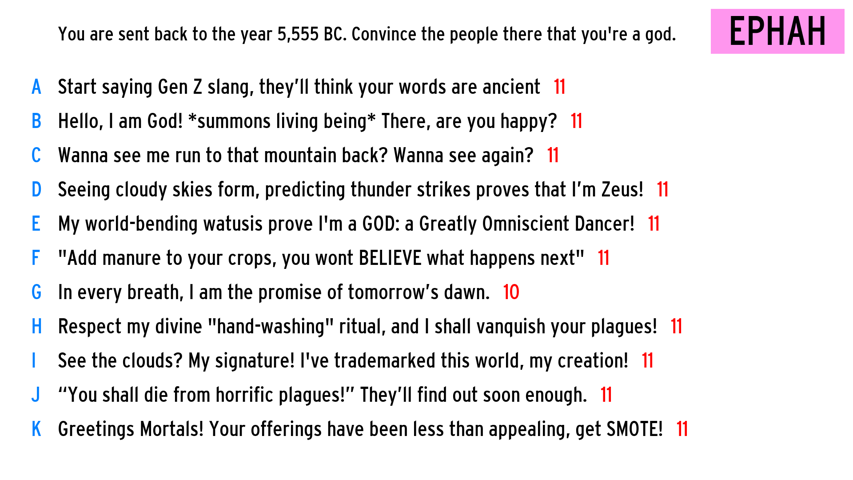 You are sent back to the year 5,555 BC. Convince the people there that you're a god.
EPHAH
A Start saying Gen Z slang, they’ll think your words are ancient 11
B Hello, I am God! *summons living being* There, are you happy? 11
C Wanna see me run to that mountain back? Wanna see again? 11
D Seeing cloudy skies form, predicting thunder strikes proves that I’m Zeus! 11
E My world-bending watusis prove I'm a GOD: a Greatly Omniscient Dancer! 11
F "Add manure to your crops, you wont BELIEVE what happens next" 11
G In every breath, I am the promise of tomorrow’s dawn. 10
H Respect my divine "hand-washing" ritual, and I shall vanquish your plagues! 11
I See the clouds? My signature! I've trademarked this world, my creation! 11
J “You shall die from horrific plagues!” They’ll find out soon enough. 11
K Greetings Mortals! Your offerings have been less than appealing, get SMOTE! 11